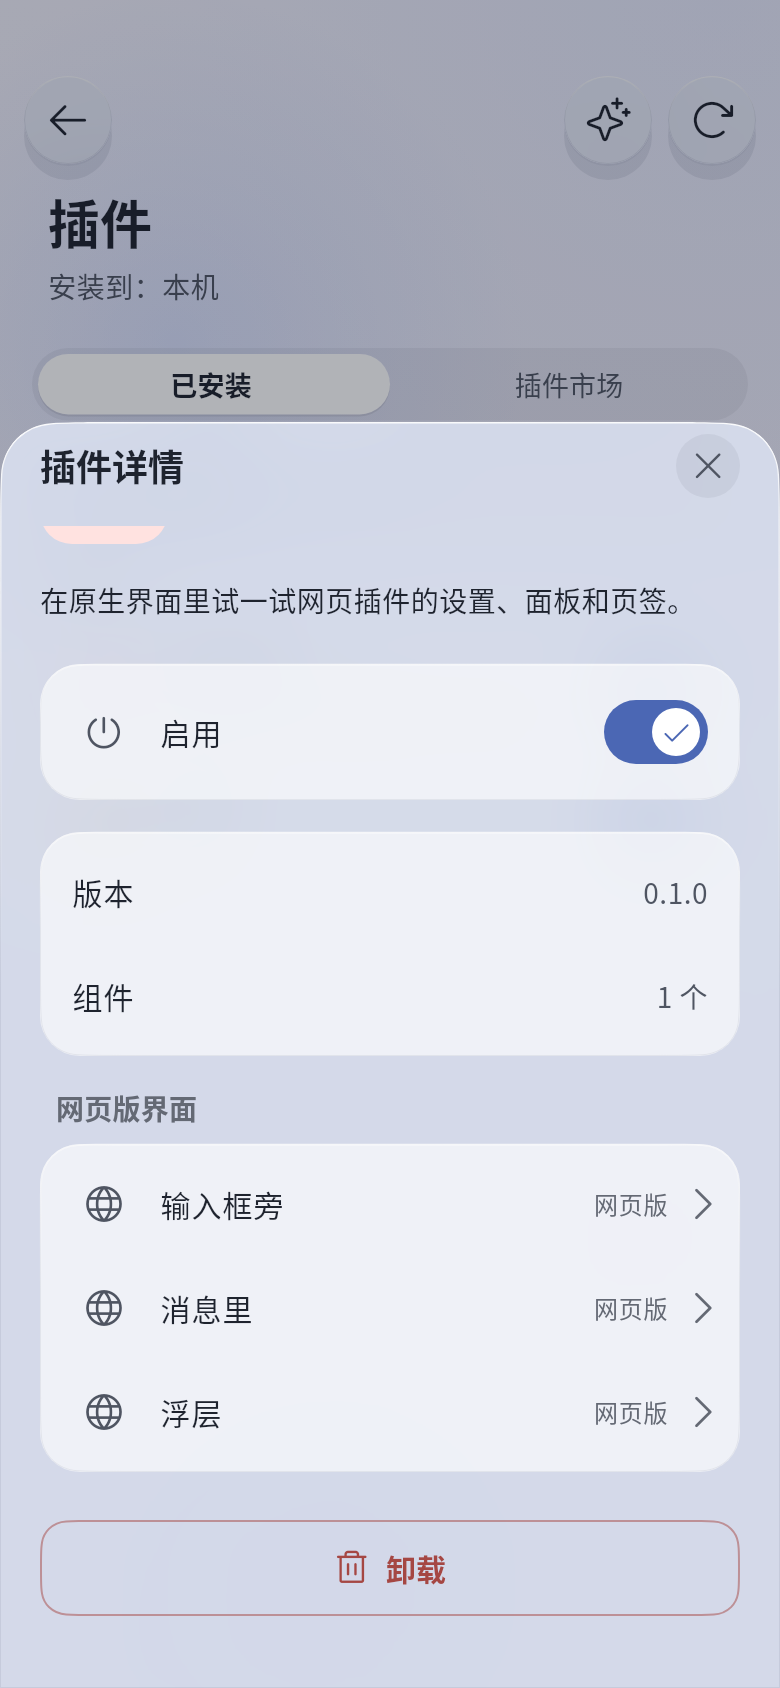 插件
安装到：本机
已安装
插件市场
插件详情
在原生界面里试一试网页插件的设置、面板和页签。
启用
版本
0.1.0
组件
1 个
网页版界面
输入框旁
网页版
消息里
网页版
浮层
网页版
卸载